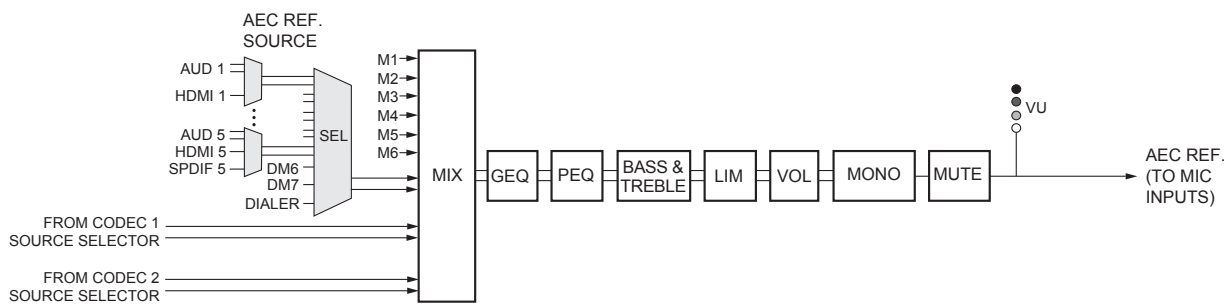 AEC REF.
SOURCE
AUD 1
HDMI 1
AUD 5
HDMI 5
SPDIF 5
SEL
DM6
DM7
DIALER
FROM CODEC 1
SOURCE SELECTOR
FROM CODEC 2
SOURCE SELECTOR
M1
M2
M3
M4
M5
M6
MIX
GEQ
PEQ
BASS &
TREBLE
LIM
VOL
MONO
MUTE
VU
AEC REF.
(TO MIC
INPUTS)